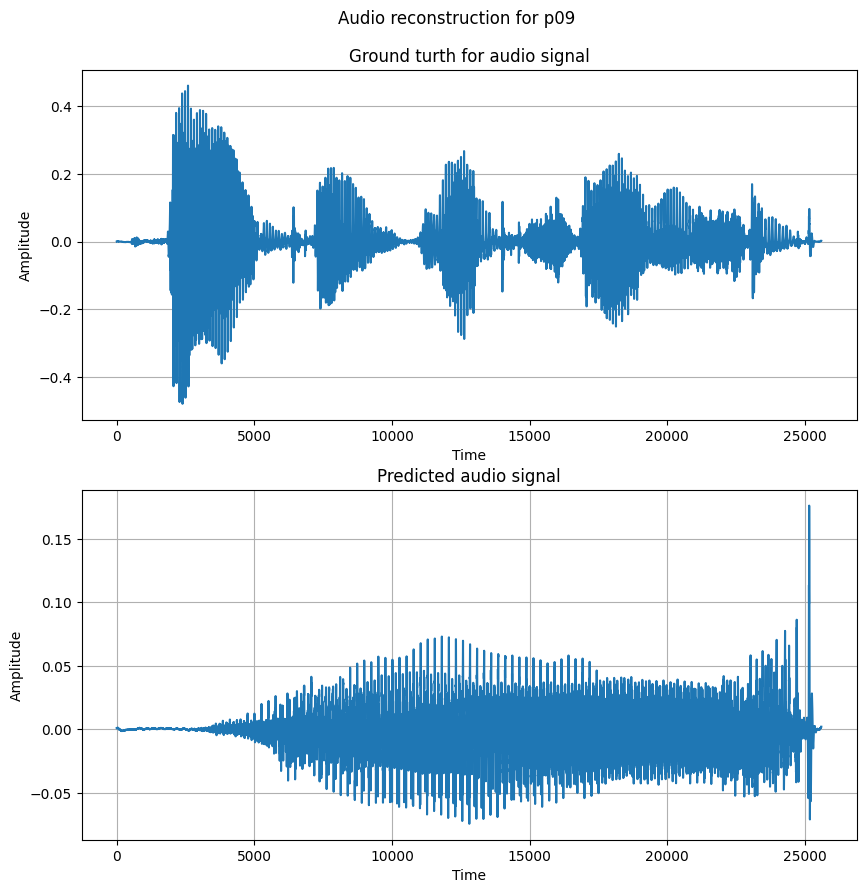 Audio reconstruction for p09
Ground turth for audio signal
0.4
0.2
0.0
−0.2
−0.4
Amplitude
0 5000 10000 15000 20000 25000
Time
Predicted audio signal
0.15
0.10
0.05
0.00
−0.05
Amplitude
0 5000 10000 15000 20000 25000
Time